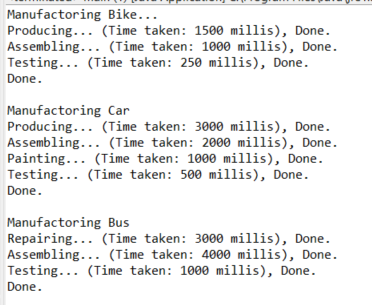 Manufactoring Bike...
Producing... (Time taken: 1500 millis), Done.
Assembling... (Time taken: 1000 millis), Done.
Testing... (Time taken: 250 millis), Done.
Done.

Manufactoring Car
Producing... (Time taken: 3000 millis), Done.
Assembling... (Time taken: 2000 millis), Done.
Painting... (Time taken: 1000 millis), Done.
Testing... (Time taken: 500 millis), Done.
Done.

Manufactoring Bus
Repairing... (Time taken: 3000 millis), Done.
Assembling... (Time taken: 4000 millis), Done.
Testing... (Time taken: 1000 millis), Done.
Done.